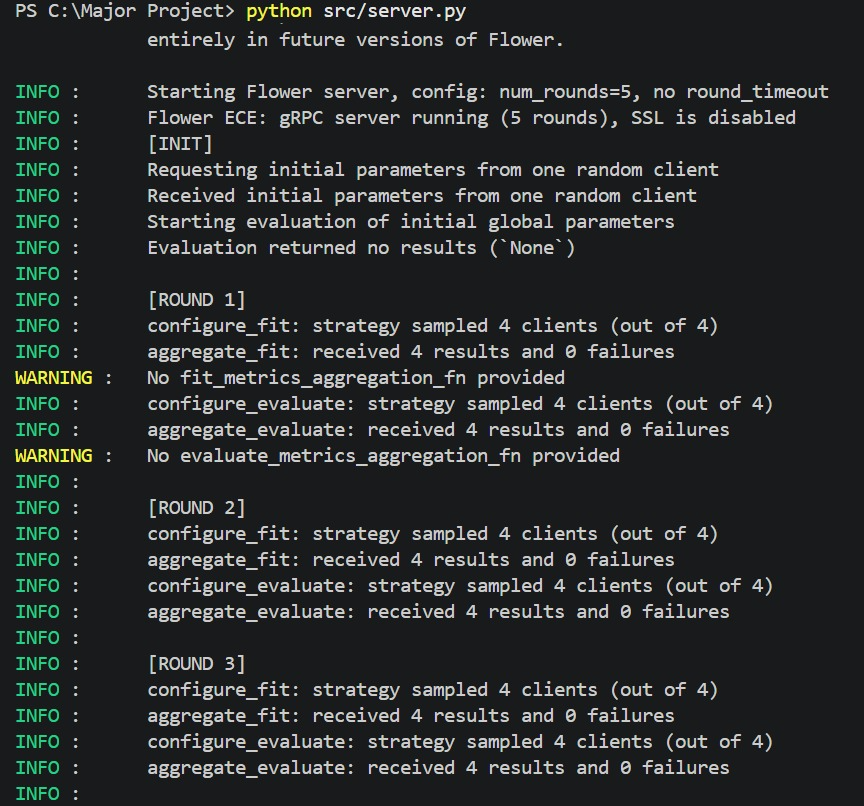 PS C:\Major Project> python src/server.py
entirely in future versions of Flower.
INFO :      Starting Flower server, config: num_rounds=5, no round_timeout
INFO :      Flower ECE: gRPC server running (5 rounds), SSL is disabled
INFO :      [INIT]
INFO :      Requesting initial parameters from one random client
INFO :      Received initial parameters from one random client
INFO :      Starting evaluation of initial global parameters
INFO :      Evaluation returned no results (`None`)
INFO :
INFO :      [ROUND 1]
INFO :      configure_fit: strategy sampled 4 clients (out of 4)
INFO :      aggregate_fit: received 4 results and 0 failures
WARNING :   No fit_metrics_aggregation_fn provided
INFO :      configure_evaluate: strategy sampled 4 clients (out of 4)
INFO :      aggregate_evaluate: received 4 results and 0 failures
WARNING :   No evaluate_metrics_aggregation_fn provided
INFO :
INFO :      [ROUND 2]
INFO :      configure_fit: strategy sampled 4 clients (out of 4)
INFO :      aggregate_fit: received 4 results and 0 failures
INFO :      configure_evaluate: strategy sampled 4 clients (out of 4)
INFO :      aggregate_evaluate: received 4 results and 0 failures
INFO :
INFO :      [ROUND 3]
INFO :      configure_fit: strategy sampled 4 clients (out of 4)
INFO :      aggregate_fit: received 4 results and 0 failures
INFO :      configure_evaluate: strategy sampled 4 clients (out of 4)
INFO :      aggregate_evaluate: received 4 results and 0 failures
INFO :